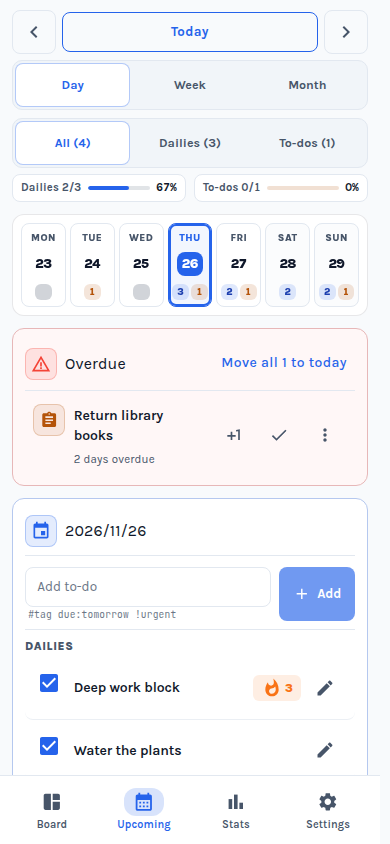 Today
Day Week Month
All (4) Dailies (3) To-dos (1)
Dailies 2/3 67% To-dos 0/1 0%
MON TUE WED THU FRI SAT SUN
23 24 25 26 27 28 29
1 3 1 2 1 2 2 1
Overdue Move all 1 to today
Return library
books
+1
2 days overdue
2026/11/26
Add to-do + Add
#tag due:tomorrow !urgent
DAILIES
Deep work block 3
Water the plants
Board Upcoming Stats Settings